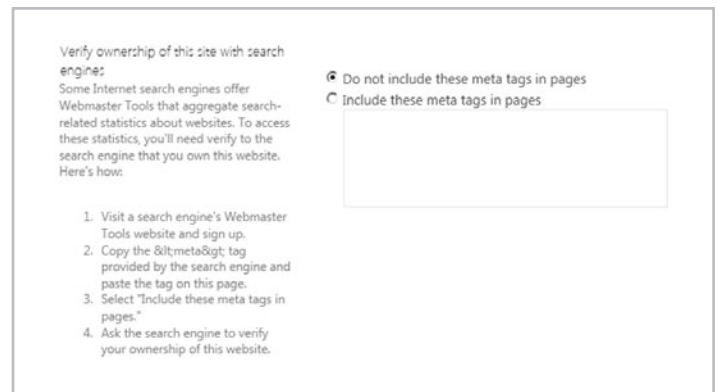 Verify ownership of this site with search
engines
Some Internet search engines offer
Webmaster Tools that aggregate search-
related statistics about websites. To access
these statistics, you'll need verify to the
search engine that you own this website.
Here's how:
1. Visit a search engine's Webmaster
Tools website and sign up.
2. Copy the &lt;meta&gt; tag
provided by the search engine and
paste the tag on this page.
3. Select "Include these meta tags in
pages."
4. Ask the search engine to verify
your ownership of this website.
Do not include these meta tags in pages
Include these meta tags in pages